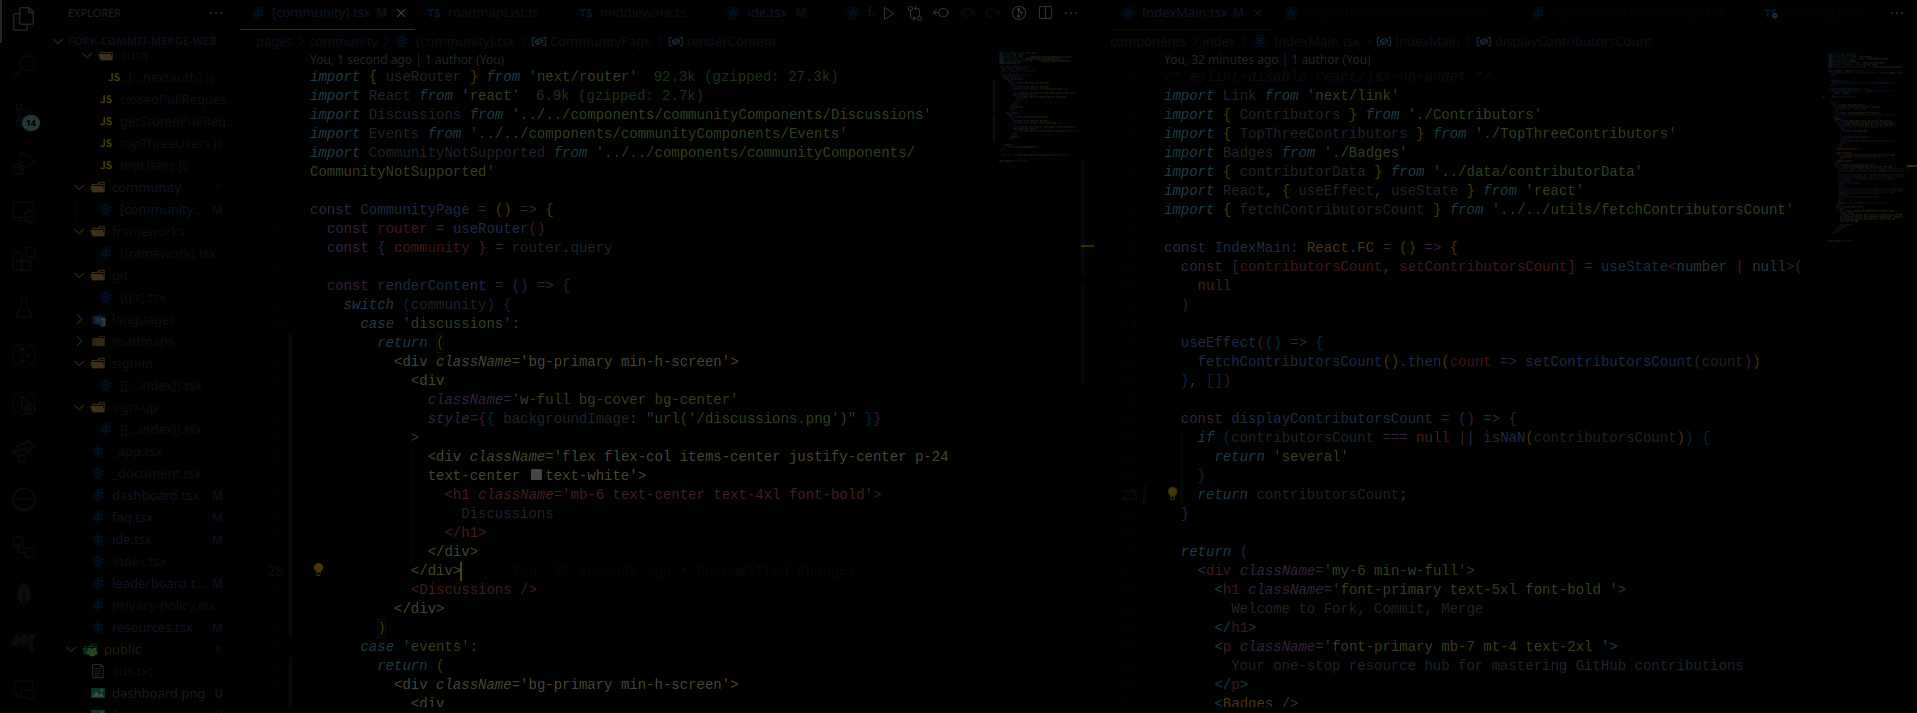 EXPLORER
FORK-COMMIT-MERGE-WEB
auth
JS [...nextauth].js
JS closedPullReques...
JS getStoredPullReq...
JS topThreeUsers.js
JS topUsers.js
community
[community... M
frameworks
[framework].tsx
git
[git].tsx
languages
roadmaps
sign-in
[[...index]].tsx
sign-up
[[...index]].tsx
_app.tsx
_document.tsx
dashboard.tsx M
faq.tsx M
ide.tsx M
index.tsx
leaderboard.t... M
privacy-policy.tsx
resources.tsx M
public
ads.txt
dashboard.png U
14
[community].tsx M
TS roadmapList.ts
TS middleware.ts
ide.tsx M
f.
pages > community > [community].tsx > CommunityPage > renderContent
You, 1 second ago | 1 author (You)
import { useRouter } from 'next/router' 92.3k (gzipped: 27.3k)
import React from 'react' 6.9k (gzipped: 2.7k)
import Discussions from '../../components/communityComponents/Discussions'
import Events from '../../components/communityComponents/Events'
import CommunityNotSupported from '../../components/communityComponents/
CommunityNotSupported'
const CommunityPage = () => {
const router = useRouter()
const { community } = router.query
const renderContent = () => {
switch (community) {
case 'discussions':
return (
<div className='bg-primary min-h-screen'>
<div
className='w-full bg-cover bg-center'
style={{ backgroundImage: "url('/discussions.png')" }}
>
<div className='flex flex-col items-center justify-center p-24
text-center text-white'>
<h1 className='mb-6 text-center text-4xl font-bold'>
Discussions
</h1>
</div>
25 </div> You, 32 seconds ago • Uncommitted changes
<Discussions />
</div>
)
case 'events':
return (
<div className='bg-primary min-h-screen'>
<div
IndexMain.tsx M
components > index > IndexMain.tsx > IndexMain > displayContributorsCount
You, 32 minutes ago | 1 author (You)
/* eslint-disable react/jsx-no-undef */
import Link from 'next/link'
import { Contributors } from './Contributors'
import { TopThreeContributors } from './TopThreeContributors'
import Badges from './Badges'
import { contributorData } from '../data/contributorData'
import React, { useEffect, useState } from 'react'
import { fetchContributorsCount } from '../../utils/fetchContributorsCount'
const IndexMain: React.FC = () => {
const [contributorsCount, setContributorsCount] = useState<number | null>(
null
)
useEffect(() => {
fetchContributorsCount().then(count => setContributorsCount(count))
}, [])
const displayContributorsCount = () => {
if (contributorsCount === null || isNaN(contributorsCount)) {
return 'several'
}
23 return contributorsCount;
}
return (
<div className='my-6 min-w-full'>
<h1 className='font-primary text-5xl font-bold '>
Welcome to Fork, Commit, Merge
</h1>
<p className='font-primary mb-7 mt-4 text-2xl '>
Your one-stop resource hub for mastering GitHub contributions
</p>
<Badges />